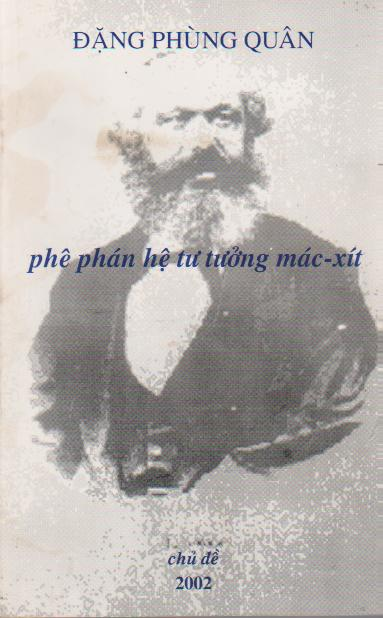 ĐẶNG PHÙNG QUÂN
phê phán hệ tư tưởng mác-xít
chủ đề
2002